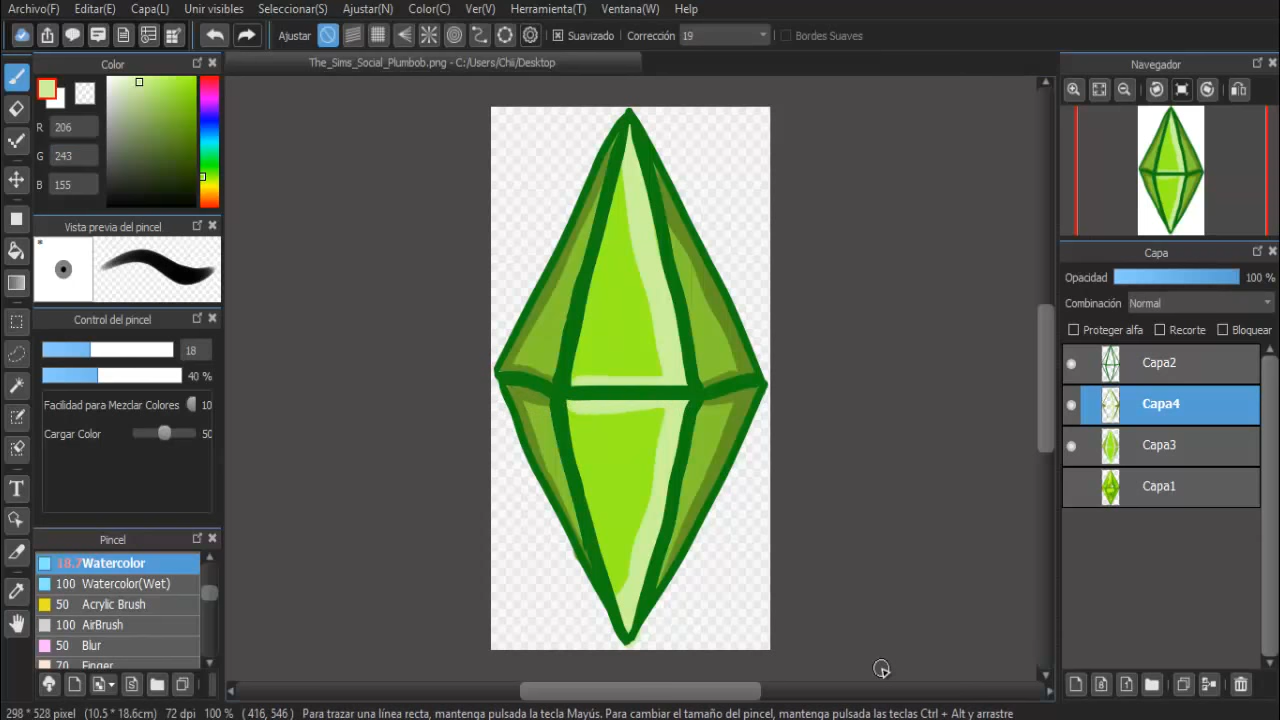 Archivo(F) Editar(E) Capa(L) Unir visibles Seleccionar(S) Ajustar(N) Color(C) Ver(V) Herramienta(T) Ventana(W) Help
Ajustar Suavizado Corrección 19 Bordes Suaves
Color
The_Sims_Social_Plumbob.png - C:/Users/Chii/Desktop
Navegador
R 206
G 243
B 155
Vista previa del pincel
Control del pincel
18
40 %
Facilidad para Mezclar Colores 10
Cargar Color 50
Pincel
18.7 Watercolor
100 Watercolor(Wet)
50 Acrylic Brush
100 AirBrush
50 Blur
70 Finger
Capa
Opacidad 100 %
Combinación Normal
Proteger alfa Recorte Bloquear
Capa2
Capa4
Capa3
Capa1
298 * 528 pixel (10.5 * 18.6cm) 72 dpi 100 % ( 416, 546 ) Para trazar una línea recta, mantenga pulsada la tecla Mayús. Para cambiar el tamaño del pincel, mantenga pulsada las teclas Ctrl + Alt y arrastre